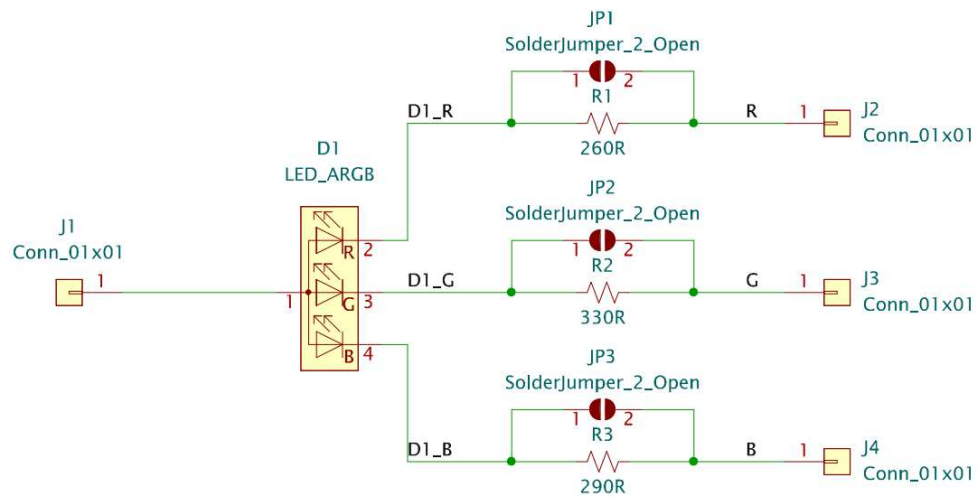 JP1
SolderJumper_2_Open
1 2
R1
D1_R
R
1
J2
Conn_01x01
260R
D1
LED_ARGB
JP2
SolderJumper_2_Open
J1
Conn_01x01
R 2
1 2
R2
1
1
G 3
D1_G
G
1
J3
Conn_01x01
330R
B 4
JP3
SolderJumper_2_Open
1 2
R3
D1_B
B
1
J4
Conn_01x01
290R